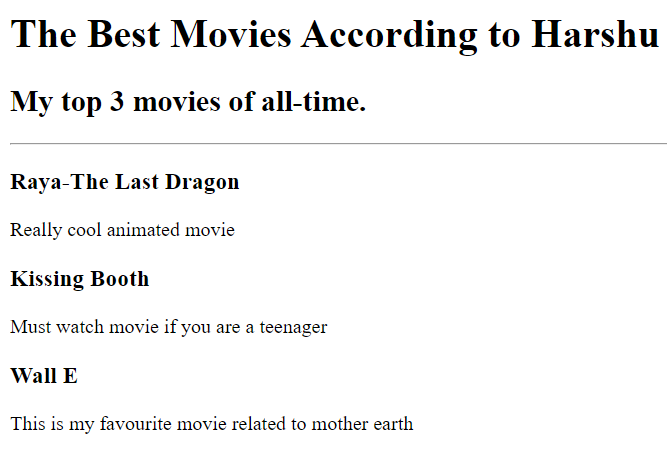 The Best Movies According to Harshu
My top 3 movies of all-time.
Raya-The Last Dragon
Really cool animated movie
Kissing Booth
Must watch movie if you are a teenager
Wall E
This is my favourite movie related to mother earth